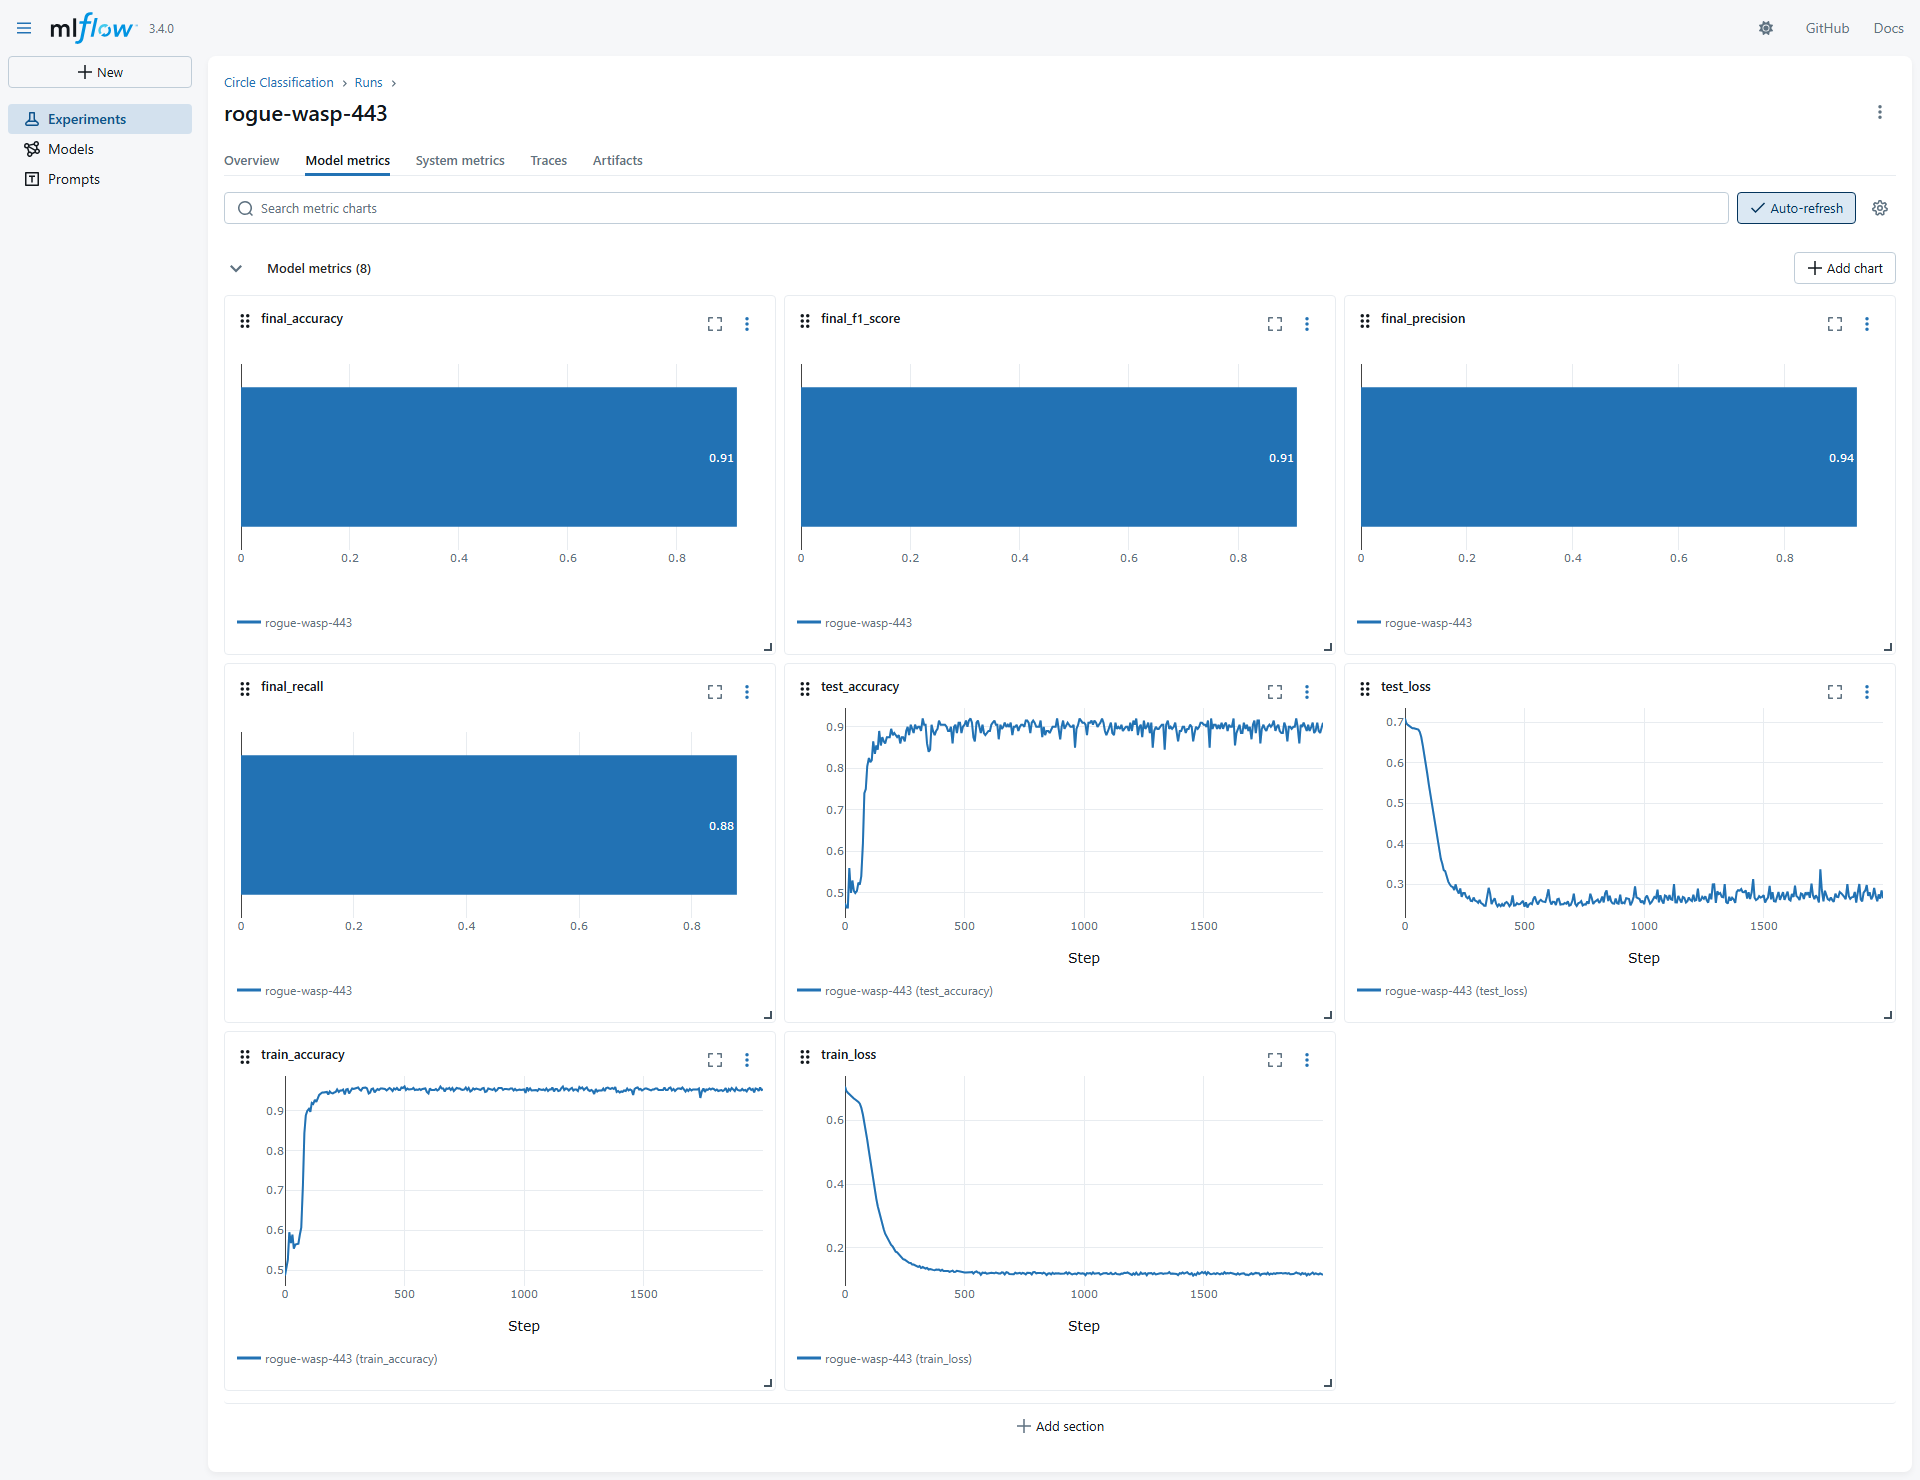 mlflow 3.4.0
GitHub Docs
New
Experiments
Models
Prompts
Circle Classification › Runs ›
rogue-wasp-443
Overview Model metrics System metrics Traces Artifacts
Search metric charts
Auto-refresh
Model metrics (8)
Add chart
final_accuracy
0.91
0 0.2 0.4 0.6 0.8
rogue-wasp-443
final_f1_score
0.91
0 0.2 0.4 0.6 0.8
rogue-wasp-443
final_precision
0.94
0 0.2 0.4 0.6 0.8
rogue-wasp-443
final_recall
0.88
0 0.2 0.4 0.6 0.8
rogue-wasp-443
test_accuracy
0.9
0.8
0.7
0.6
0.5
0 500 1000 1500
Step
rogue-wasp-443 (test_accuracy)
test_loss
0.7
0.6
0.5
0.4
0.3
0 500 1000 1500
Step
rogue-wasp-443 (test_loss)
train_accuracy
0.9
0.8
0.7
0.6
0.5
0 500 1000 1500
Step
rogue-wasp-443 (train_accuracy)
train_loss
0.6
0.4
0.2
0 500 1000 1500
Step
rogue-wasp-443 (train_loss)
Add section